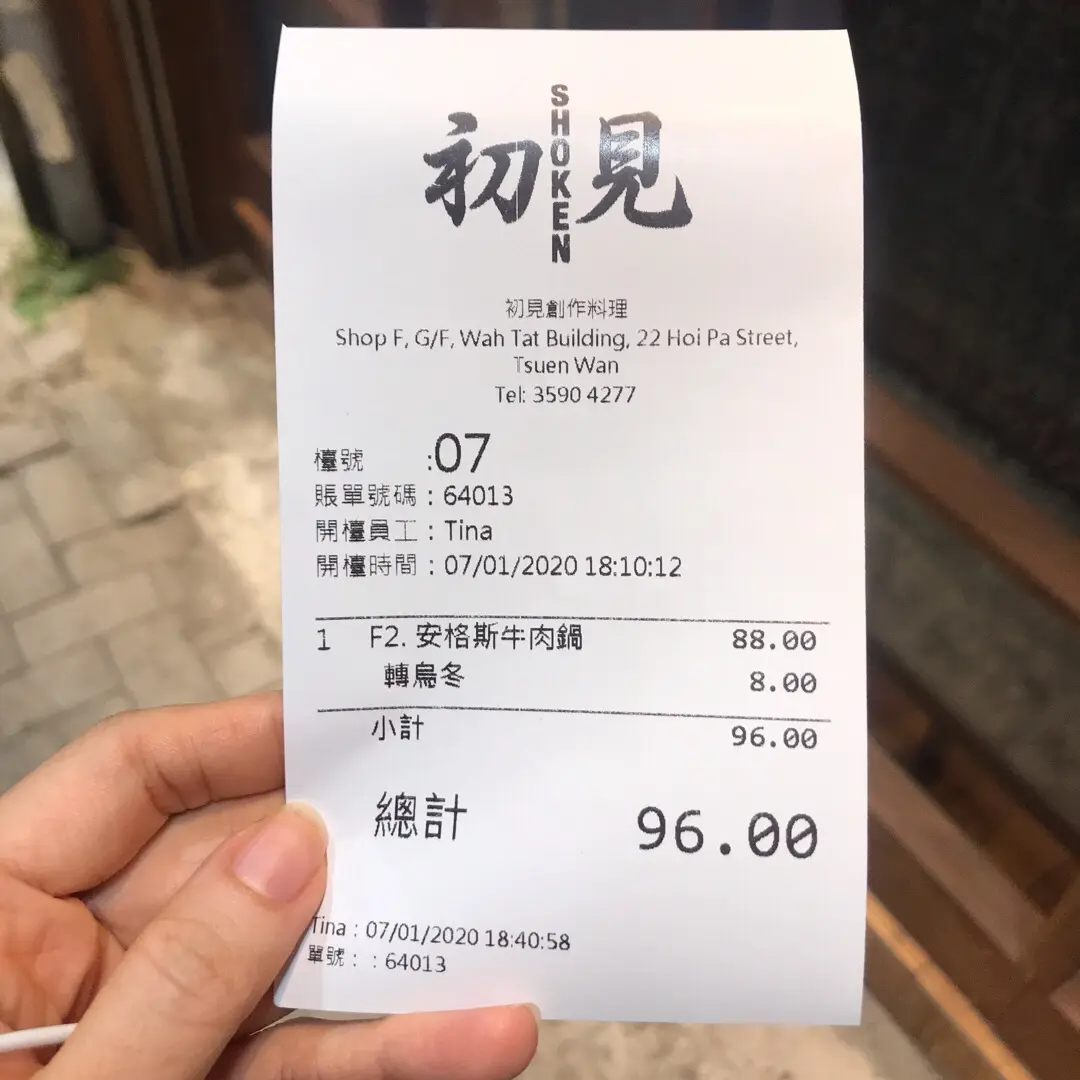 初見
SHOKEN
初見創作料理
Shop F, G/F, Wah Tat Building, 22 Hoi Pa Street,
Tsuen Wan
Tel: 3590 4277
檯號 :07
賬單號碼 : 64013
開檯員工 : Tina
開檯時間 : 07/01/2020 18:10:12
1 F2. 安格斯牛肉鍋 88.00
轉烏冬 8.00
小計 96.00
總計 96.00
Tina : 07/01/2020 18:40:58
單號: : 64013